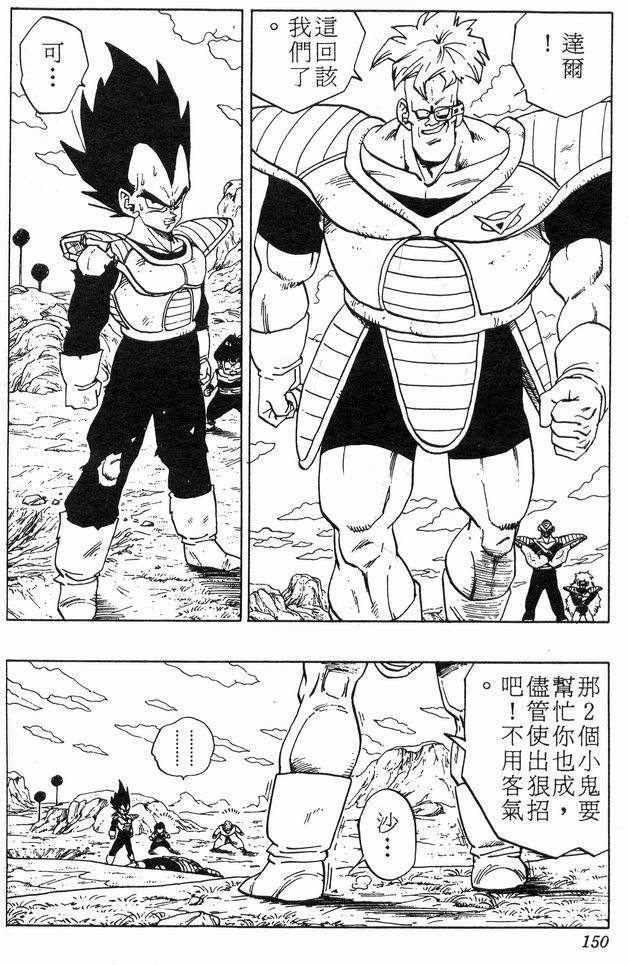 達爾
！
這回該
我們了
。
可⋯
那2個小鬼要
幫忙你也成，
儘管使出狠招
吧！不用客氣
。
沙⋯
⋯⋯
150